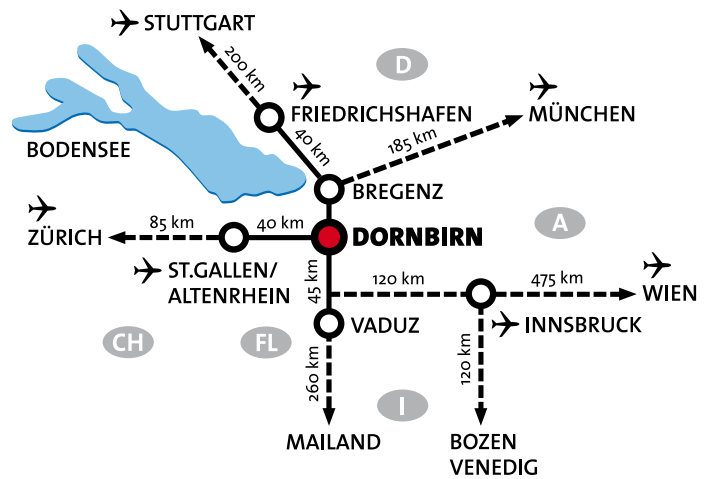 STUTTGART
200 km
D
FRIEDRICHSHAFEN
MÜNCHEN
40 km
185 km
BODENSEE
BREGENZ
ZÜRICH
85 km
40 km
DORNBIRN
A
ST.GALLEN/
ALTENRHEIN
45 km
120 km
475 km
WIEN
VADUZ
INNSBRUCK
CH
FL
260 km
120 km
I
MAILAND
BOZEN
VENEDIG